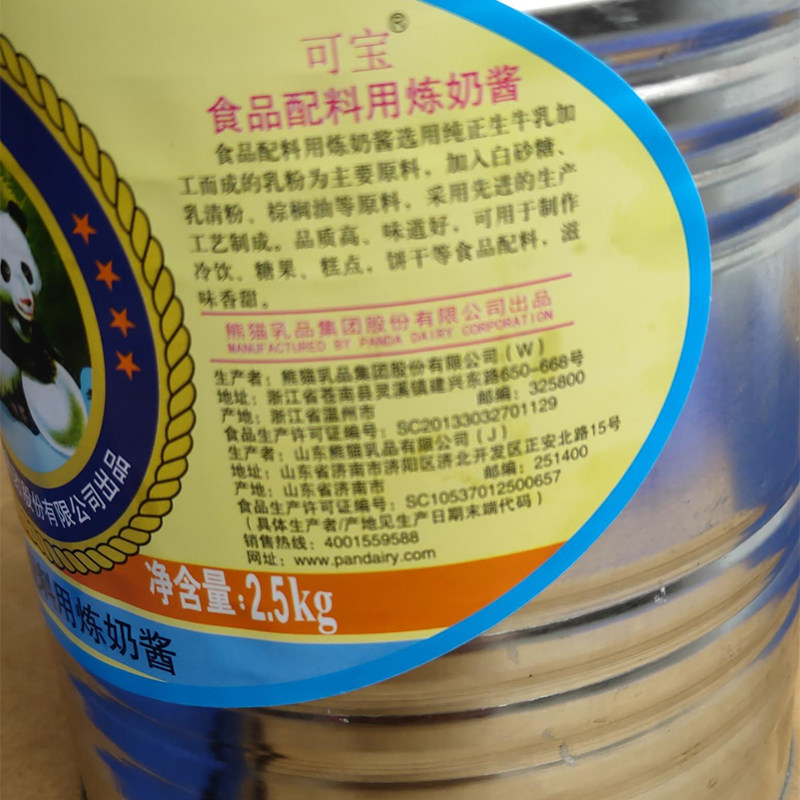 可宝®
食品配料用炼奶酱
食品配料用炼奶酱选用纯正生牛乳加
工而成的乳粉为主要原料，加入白砂糖、
乳清粉、棕榈油等原料，采用先进的生产
工艺制成。品质高、味道好，可用于制作
冷饮、糖果、糕点，饼干等食品配料，滋
味香甜。
熊猫乳品集团股份有限公司出品
MANUFACTURED BY PANDA DAIRY CORPORATION
生产者：熊猫乳品集团股份有限公司（W）
地址：浙江省苍南县灵溪镇建兴东路650-668号
产地：浙江省温州市 邮编：325800
食品生产许可证编号：SC20133032701129
生产者：山东熊猫乳品有限公司（J）
地址：山东省济南市济阳区济北开发区正安北路15号
产地：山东省济南市 邮编：251400
食品生产许可证编号：SC10537012500657
（具体生产者/产地见生产日期末端代码）
销售热线：4001559588
网址：www.pandairy.com
股份有限公司出品
净含量：2.5kg
料用炼奶酱